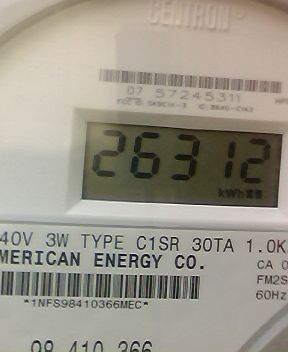 CENTRON®
07 57245311
26312
kWh
40V 3W TYPE C1SR 30TA 1.0K
MERICAN ENERGY CO.
CA 0
FM2S
60Hz
*1NFS98410366MEC*
98 410 366